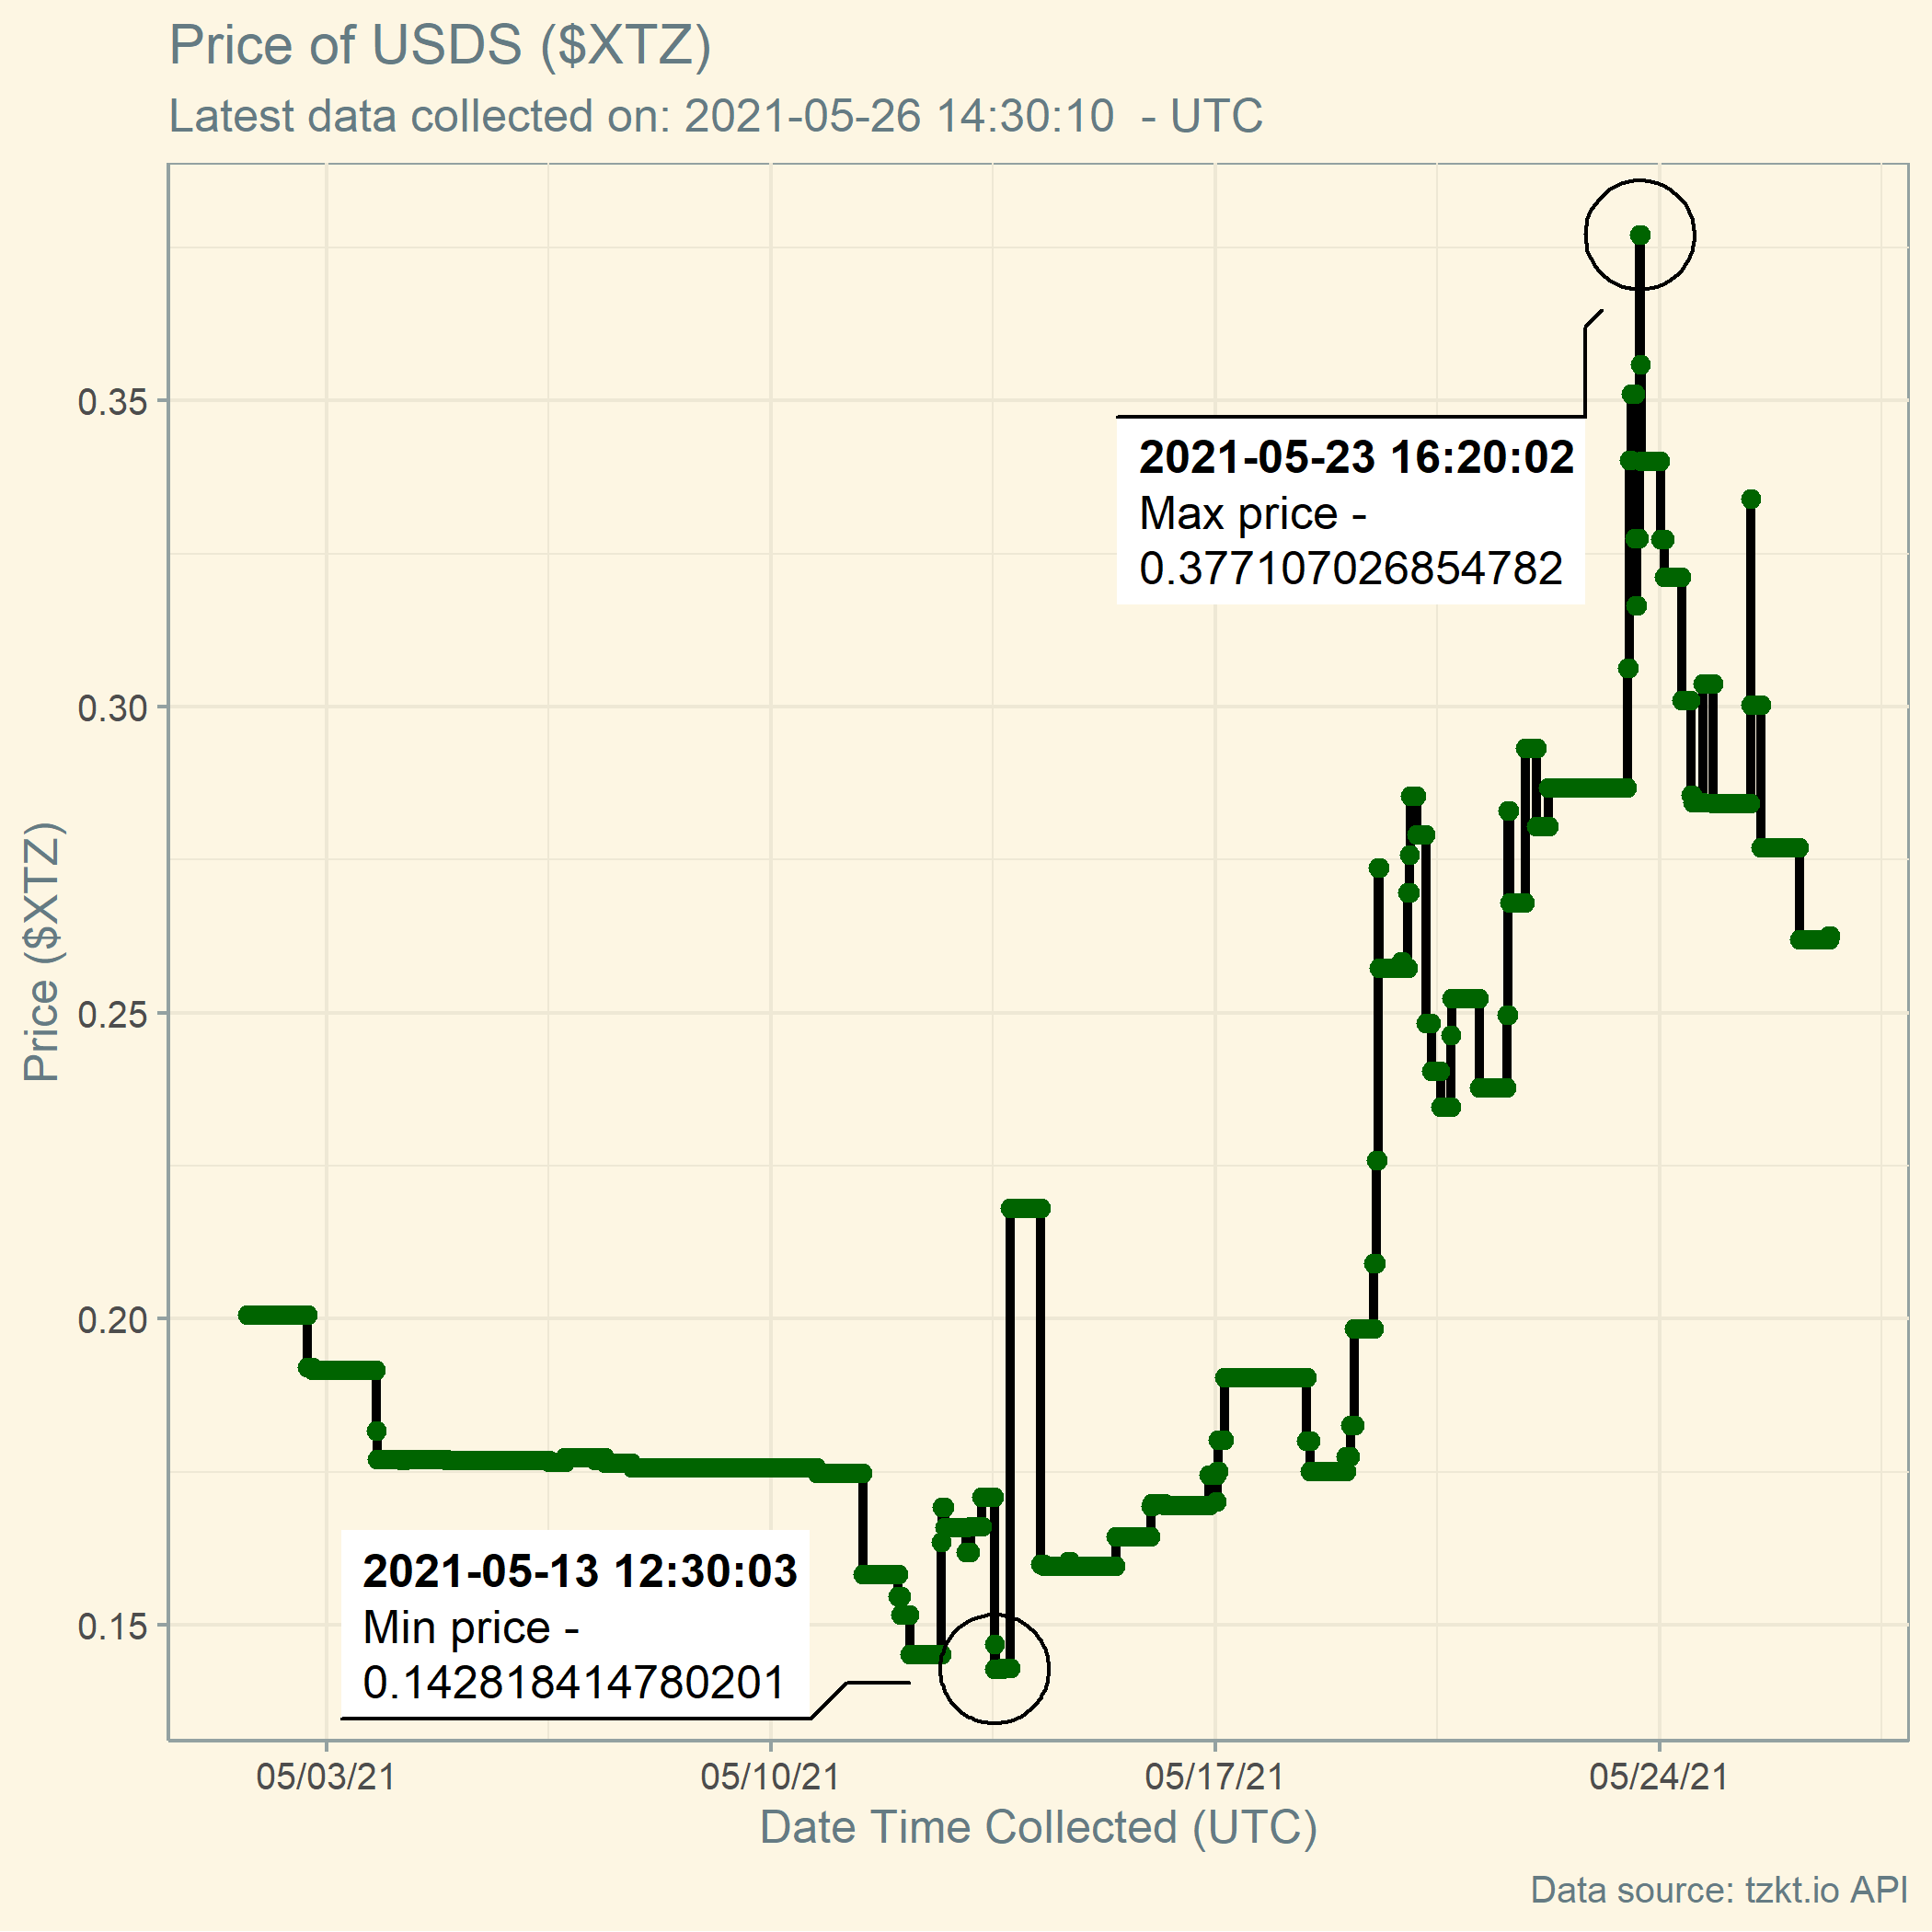 Price of USDS ($XTZ)
Latest data collected on: 2021-05-26 14:30:10  - UTC
Price ($XTZ)
0.35
0.30
0.25
0.20
0.15
2021-05-23 16:20:02
Max price -
0.377107026854782
2021-05-13 12:30:03
Min price -
0.142818414780201
05/03/21
05/10/21
05/17/21
05/24/21
Date Time Collected (UTC)
Data source: tzkt.io API